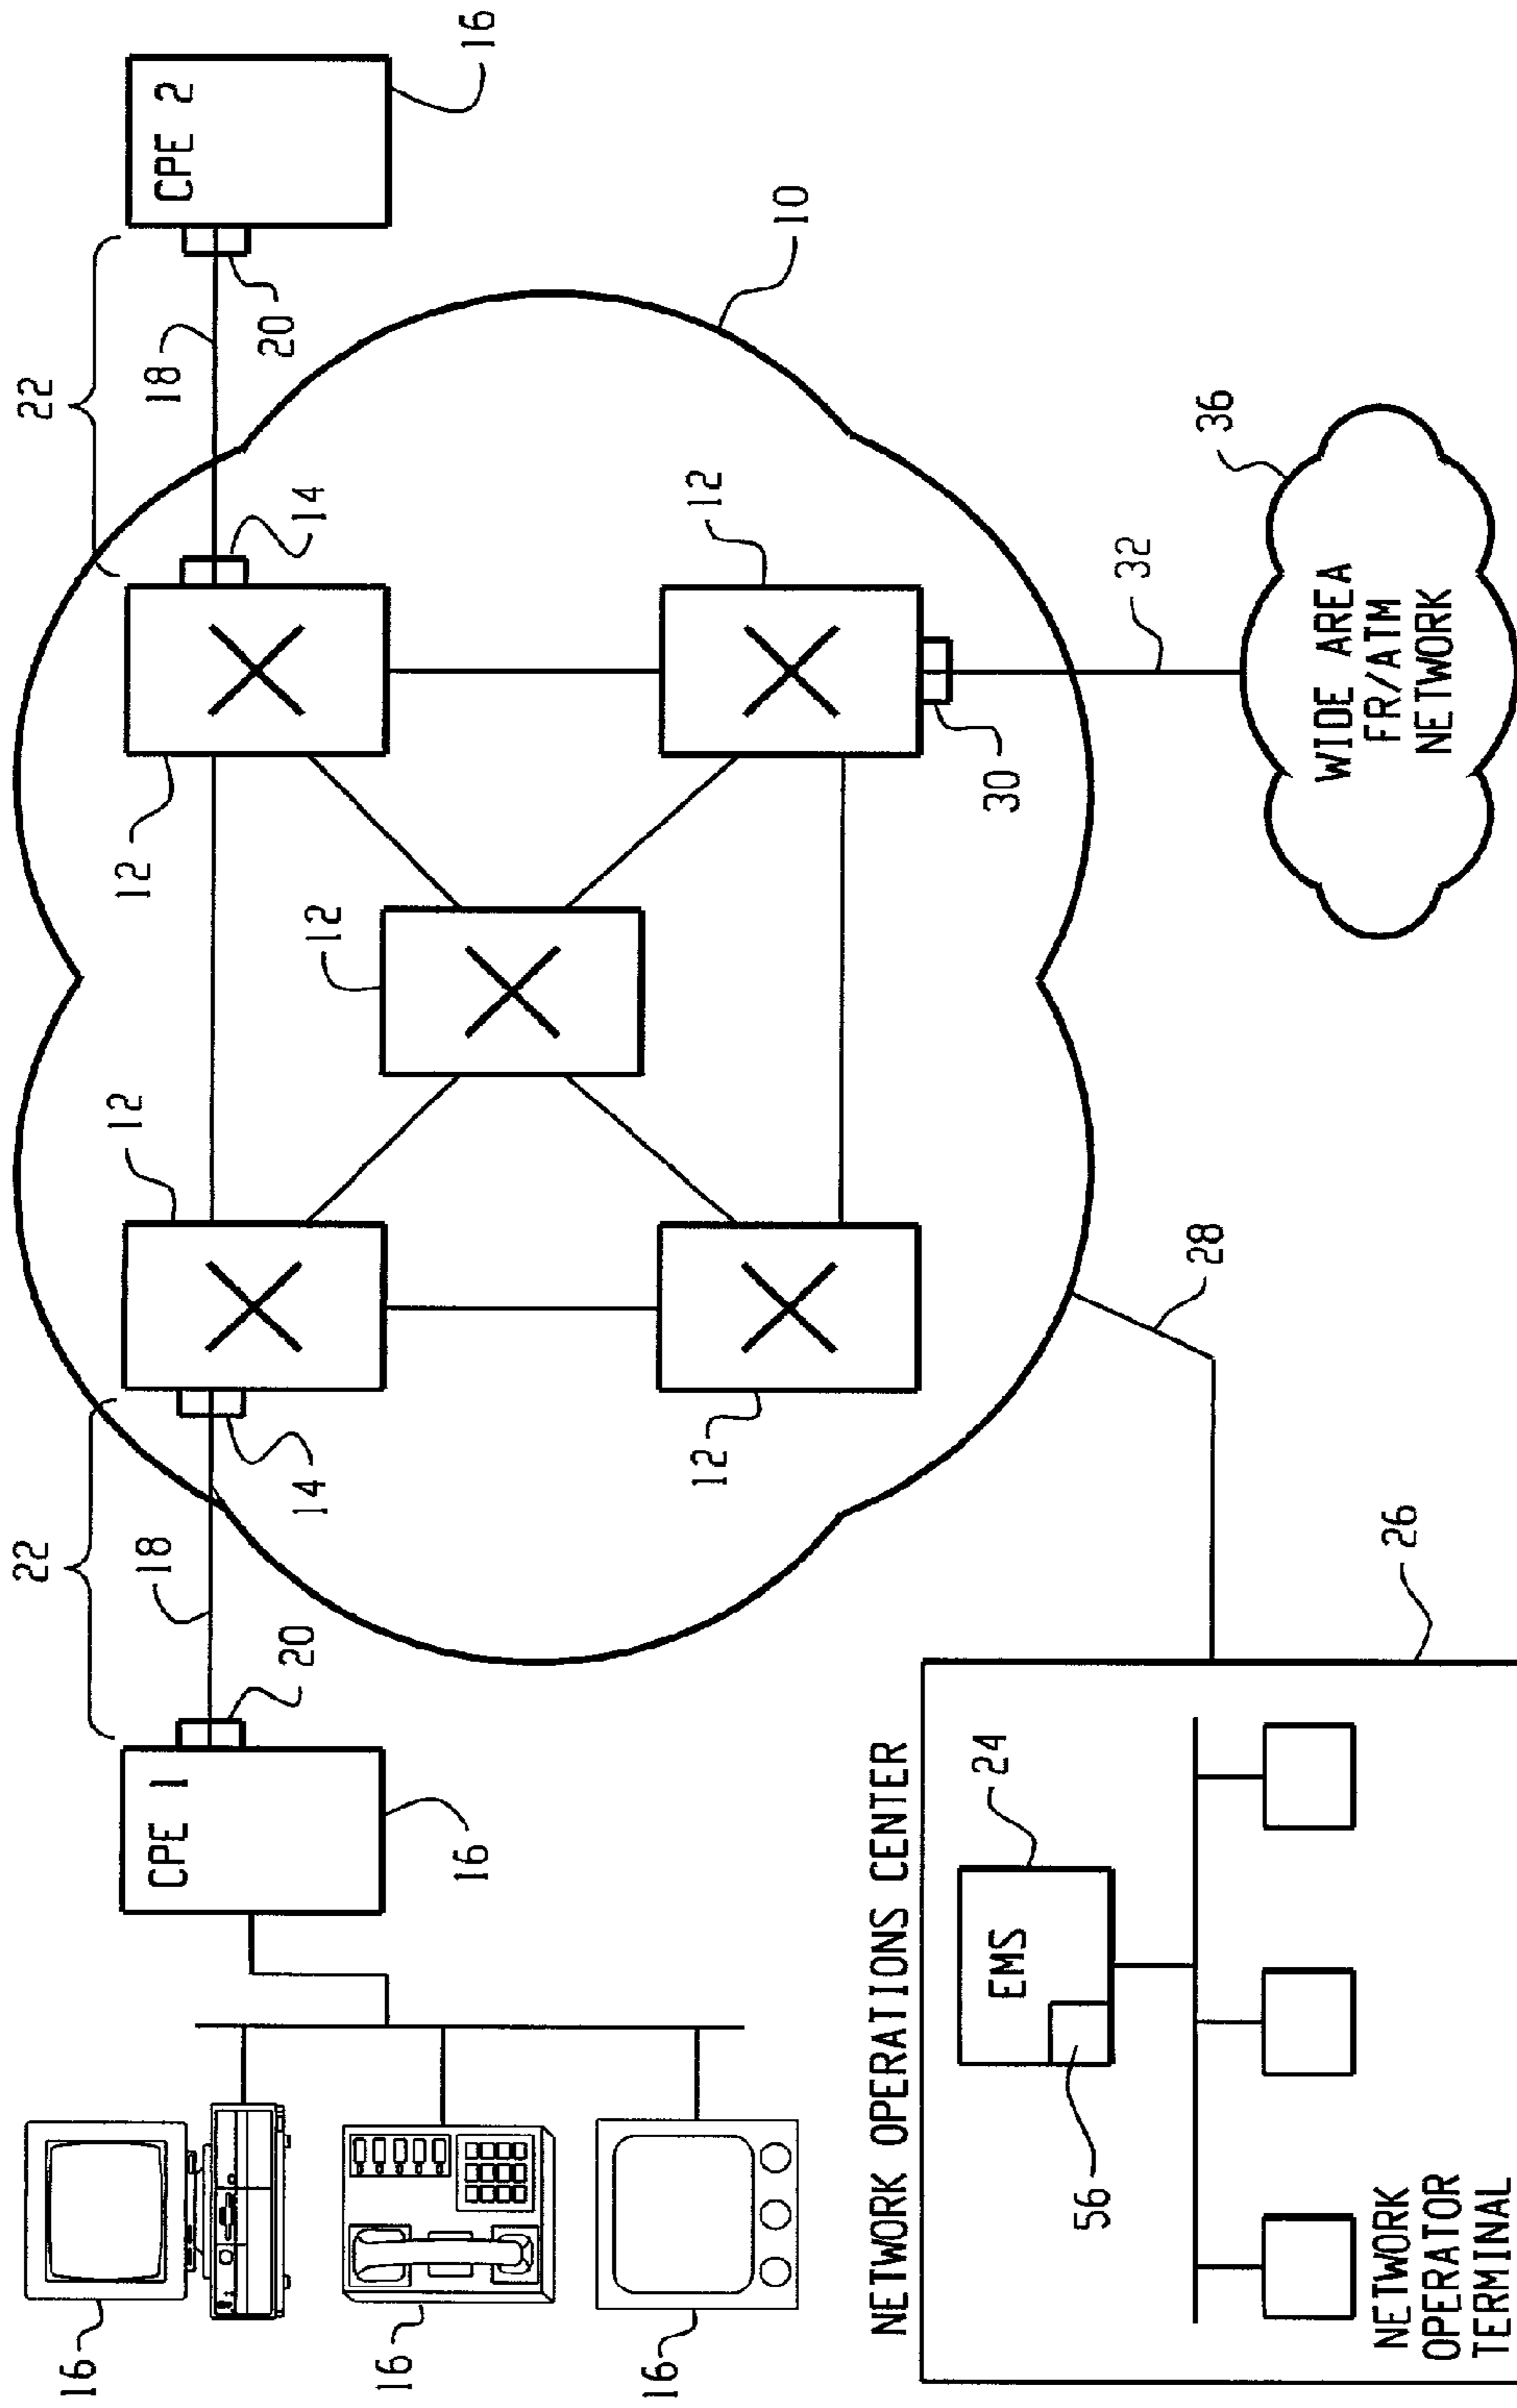 22
22
16
12
12
18
18
CPE 1
CPE 2
20
14
14
20
12
16
16
16
16
12
12
10
NETWORK OPERATIONS CENTER
24
30
EMS
56
32
28
36
26
WIDE AREA
FR/ATM
NETWORK
NETWORK
OPERATOR
TERMINAL